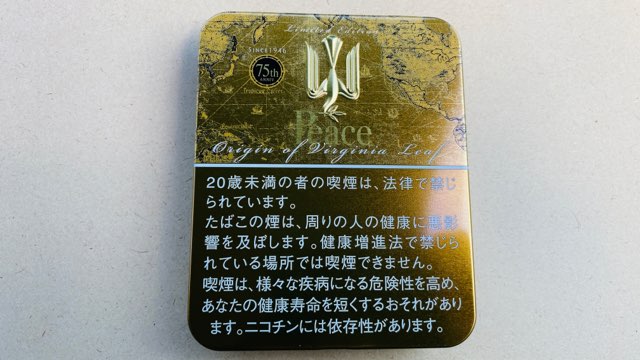 Limited Edition
SINCE 1946
75th
Peace
Origin of Virginia Leaf
20歳未満の者の喫煙は、法律で禁じ
られています。
たばこの煙は、周りの人の健康に悪影
響を及ぼします。健康増進法で禁じら
れている場所では喫煙できません。
喫煙は、様々な疾病になる危険性を高め、
あなたの健康寿命を短くするおそれがあり
ます。ニコチンには依存性があります。